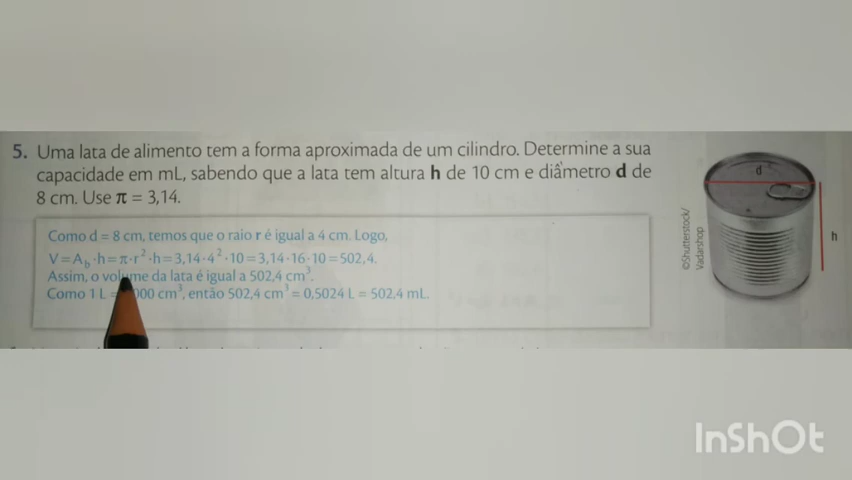 5. Uma lata de alimento tem a forma aproximada de um cilindro. Determine a sua
capacidade em mL, sabendo que a lata tem altura h de 10 cm e diâmetro d de
8 cm. Use π = 3,14.
Como d = 8 cm, temos que o raio r é igual a 4 cm. Logo,
V = A_b · h = π · r² · h = 3,14 · 4² · 10 = 3,14 · 16 · 10 = 502,4.
Assim, o volume da lata é igual a 502,4 cm³.
Como 1 L = 000 cm³, então 502,4 cm³ = 0,5024 L = 502,4 mL.
d
h
©Shutterstock/
Vadarshop
InShOt